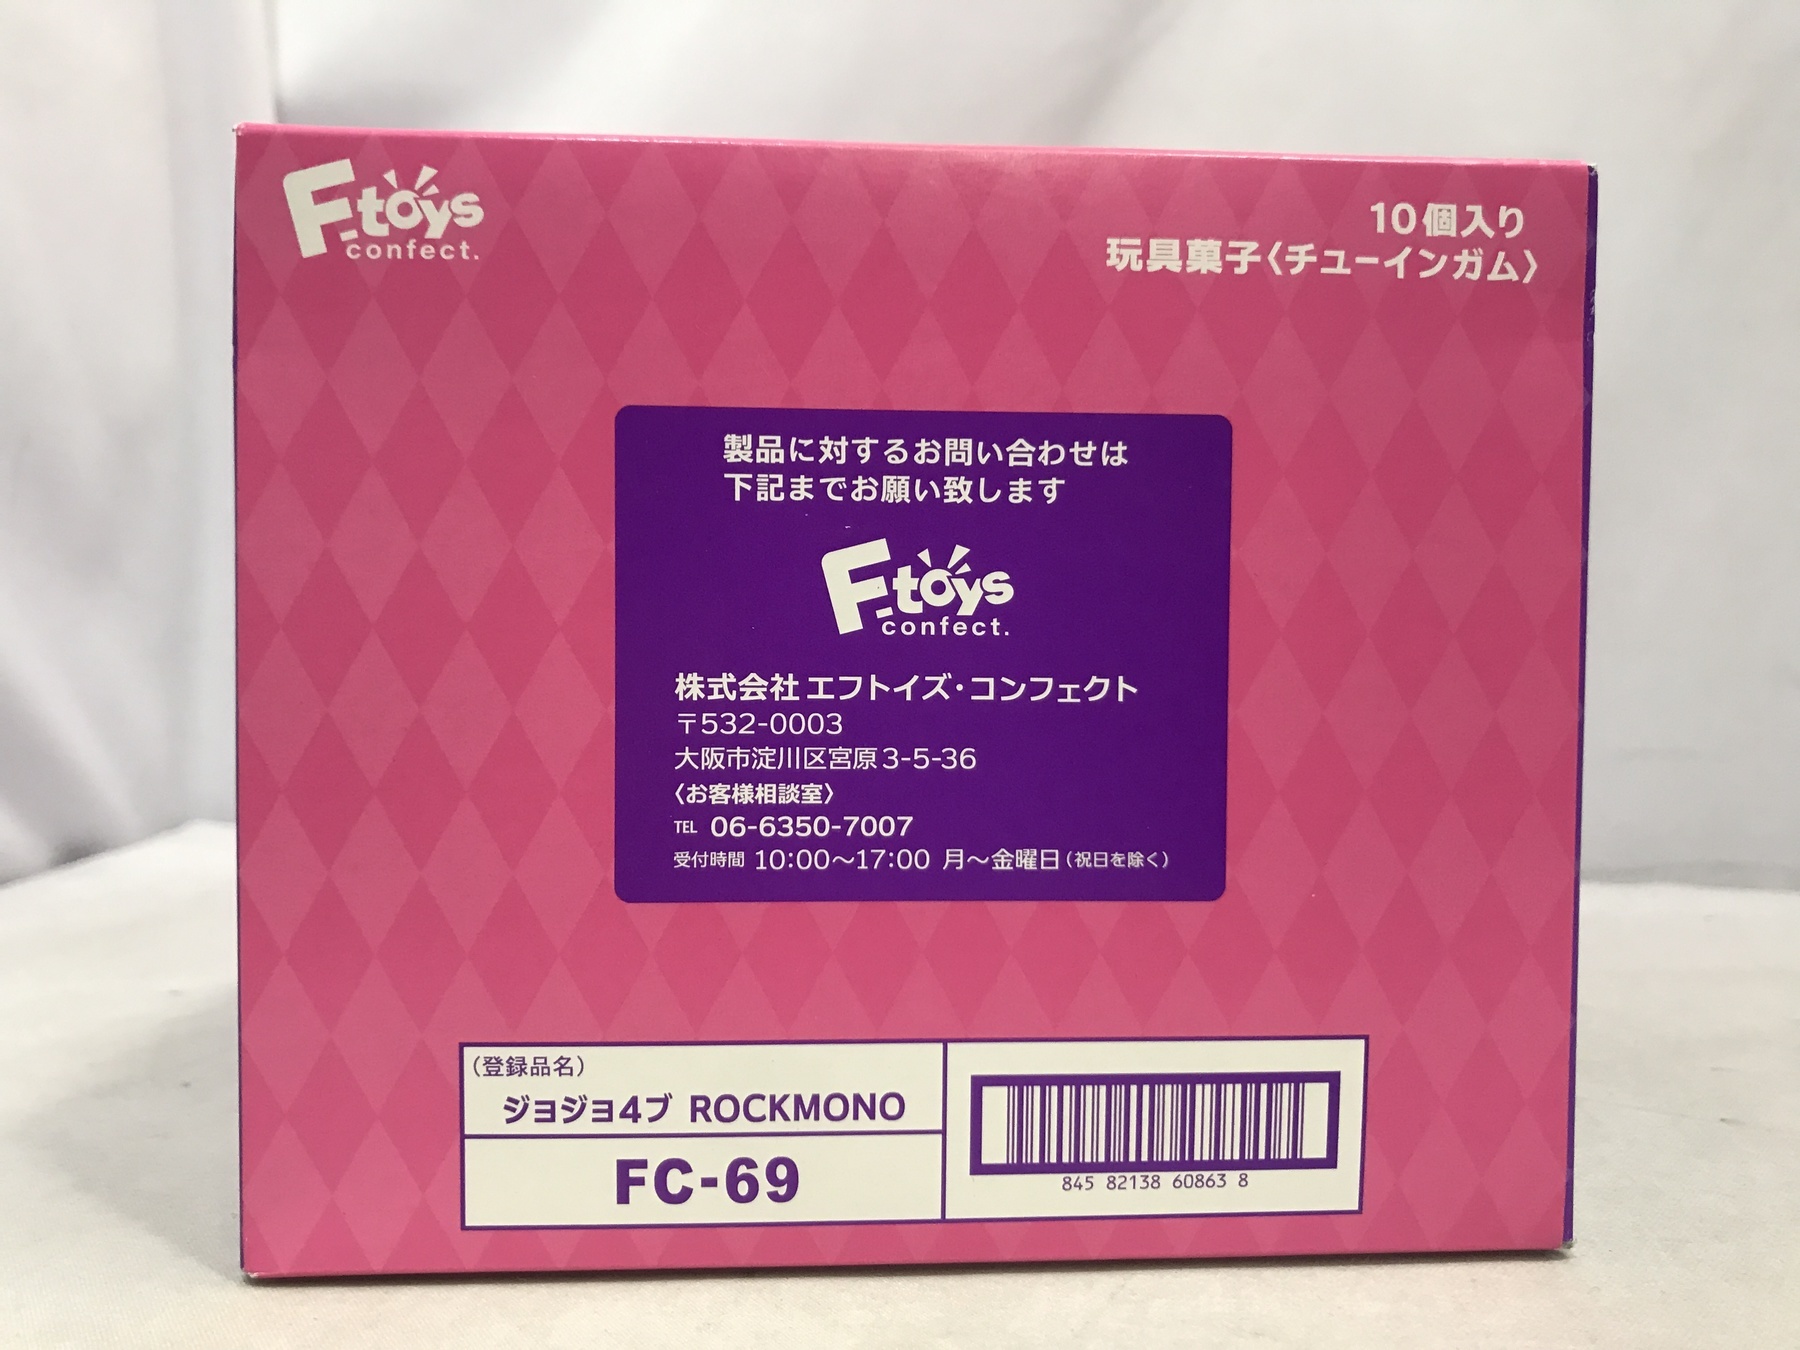 F-toys
confect.
10個入り
玩具菓子〈チューインガム〉
製品に対するお問い合わせは
下記までお願い致します
F-toys
confect.
株式会社エフトイズ・コンフェクト
〒532-0003
大阪市淀川区宮原3-5-36
〈お客様相談室〉
TEL 06-6350-7007
受付時間 10:00～17:00 月～金曜日（祝日を除く）
（登録品名）
ジョジョ4ブ ROCKMONO
FC-69
845 82138 60863 8